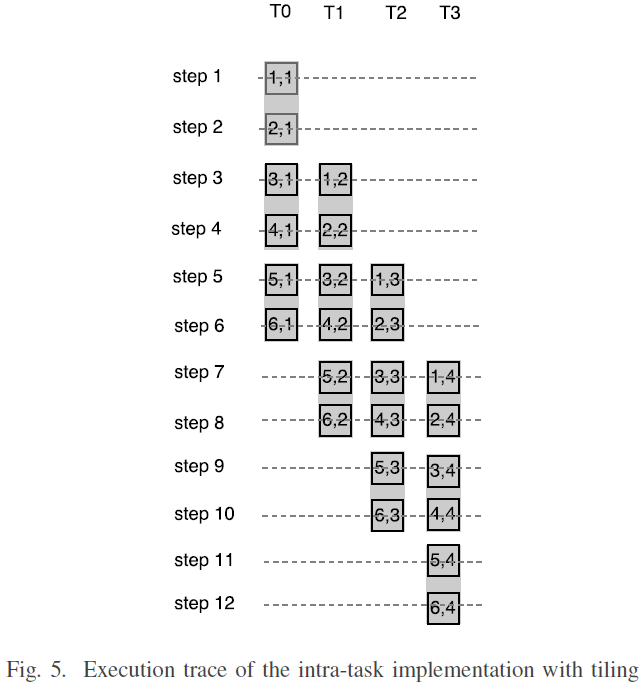 T0 T1 T2 T3
step 1 1,1
step 2 2,1
step 3 3,1 1,2
step 4 4,1 2,2
step 5 5,1 3,2 1,3
step 6 6,1 4,2 2,3
step 7 5,2 3,3 1,4
step 8 6,2 4,3 2,4
step 9 5,3 3,4
step 10 6,3 4,4
step 11 5,4
step 12 6,4
Fig. 5. Execution trace of the intra-task implementation with tiling